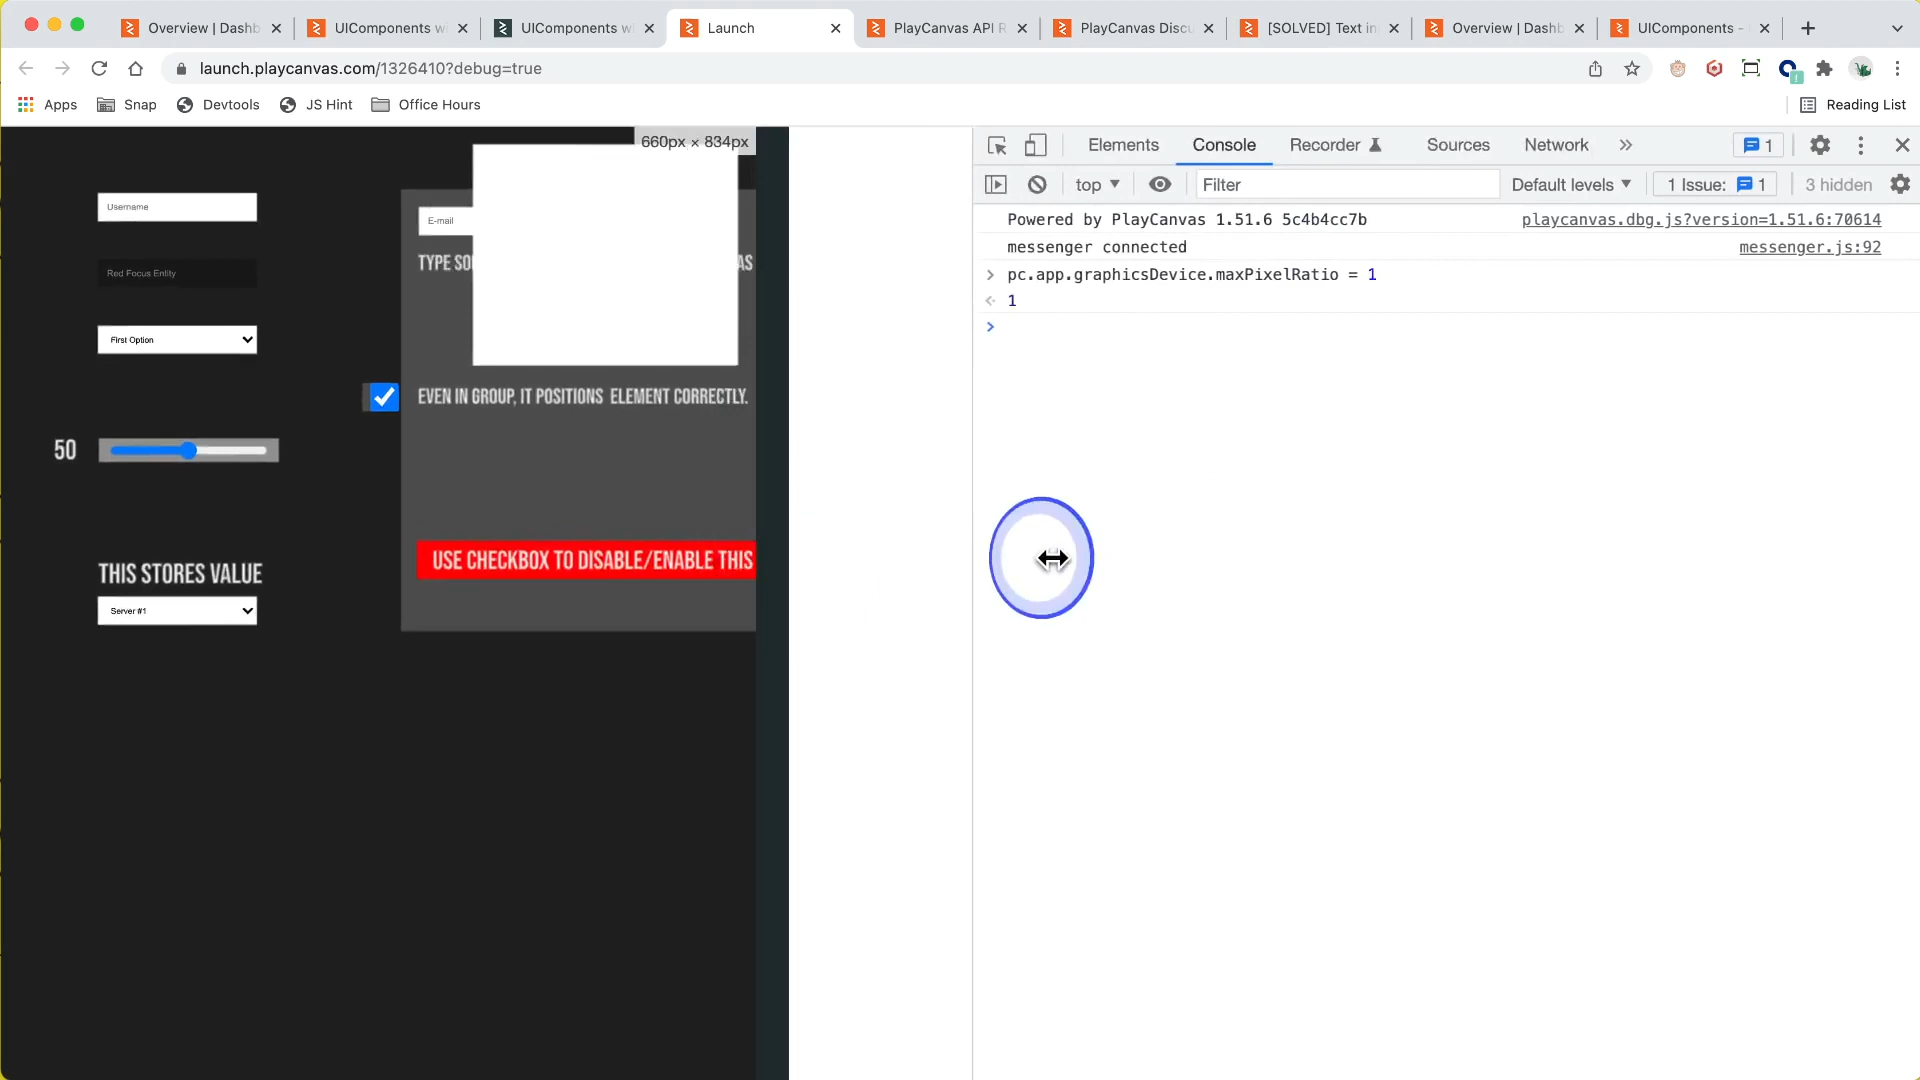 Overview | Dashb
UIComponents wi
UIComponents wi
Launch
PlayCanvas API R
PlayCanvas Discu
[SOLVED] Text in
Overview | Dashb
UIComponents -
launch.playcanvas.com/1326410?debug=true
Apps
Snap
Devtools
JS Hint
Office Hours
Reading List
660px × 834px
Username
E-mail
TYPE SO
AS
Red Focus Entity
First Option
EVEN IN GROUP, IT POSITIONS ELEMENT CORRECTLY.
50
USE CHECKBOX TO DISABLE/ENABLE THIS
THIS STORES VALUE
Server #1
Elements
Console
Recorder
Sources
Network
1
top
Filter
Default levels
1 Issue: 1
3 hidden
Powered by PlayCanvas 1.51.6 5c4b4cc7b
playcanvas.dbg.js?version=1.51.6:70614
messenger connected
messenger.js:92
pc.app.graphicsDevice.maxPixelRatio = 1
1